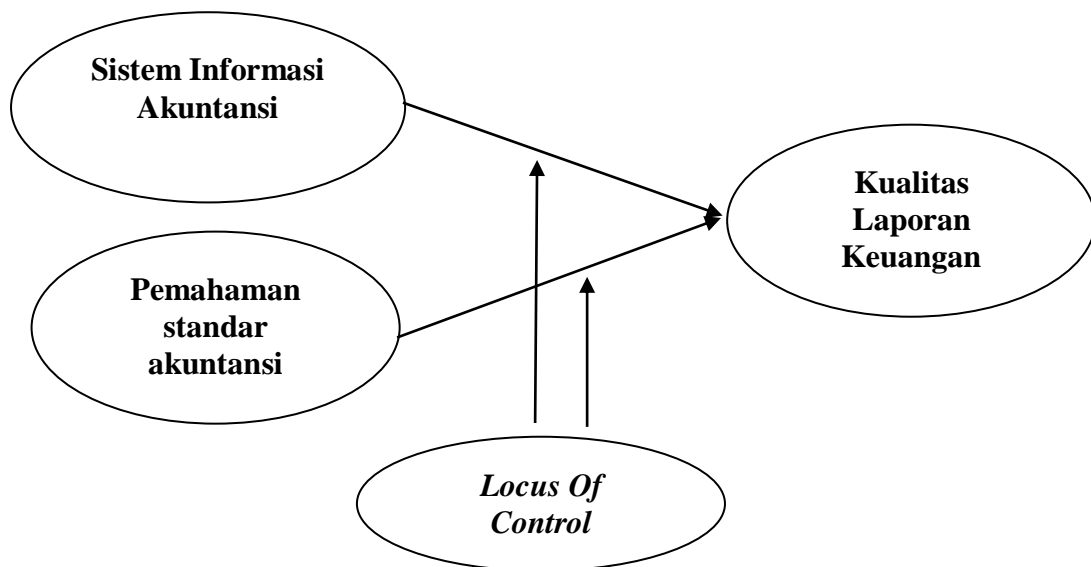 Sistem Informasi
Akuntansi
Kualitas
Laporan
Keuangan
Pemahaman
standar
akuntansi
Locus Of
Control